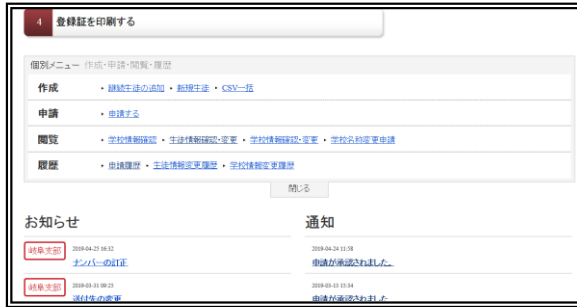 4 登録証を印刷する
個別メニュー 作成・申請・閲覧・履歴
作成 ・継続生徒の追加 ・新規生徒 ・CSV一括
申請 ・申請する
閲覧 ・学校情報確認 ・生徒情報確認・変更 ・学校情報確認・変更 ・学校名称変更申請
履歴 ・申請履歴 ・生徒情報変更履歴 ・学校情報変更履歴
閉じる
お知らせ
岐阜支部 2019-04-25 16:32
ナンバーの訂正
岐阜支部 2019-03-31 09:25
送付先の変更
通知
2019-04-24 11:58
申請が承認されました。
2019-03-13 15:34
申請が承認されました。